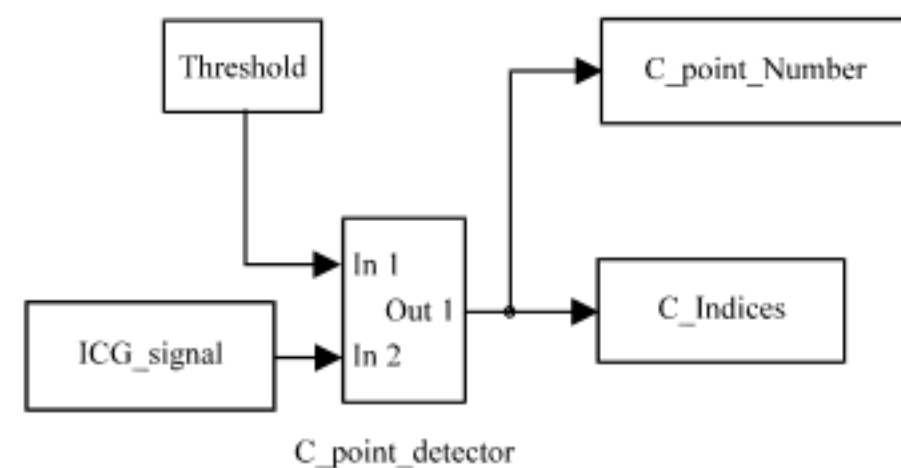 Threshold
C_point_Number
In 1
Out 1
In 2
C_Indices
ICG_signal
C_point_detector